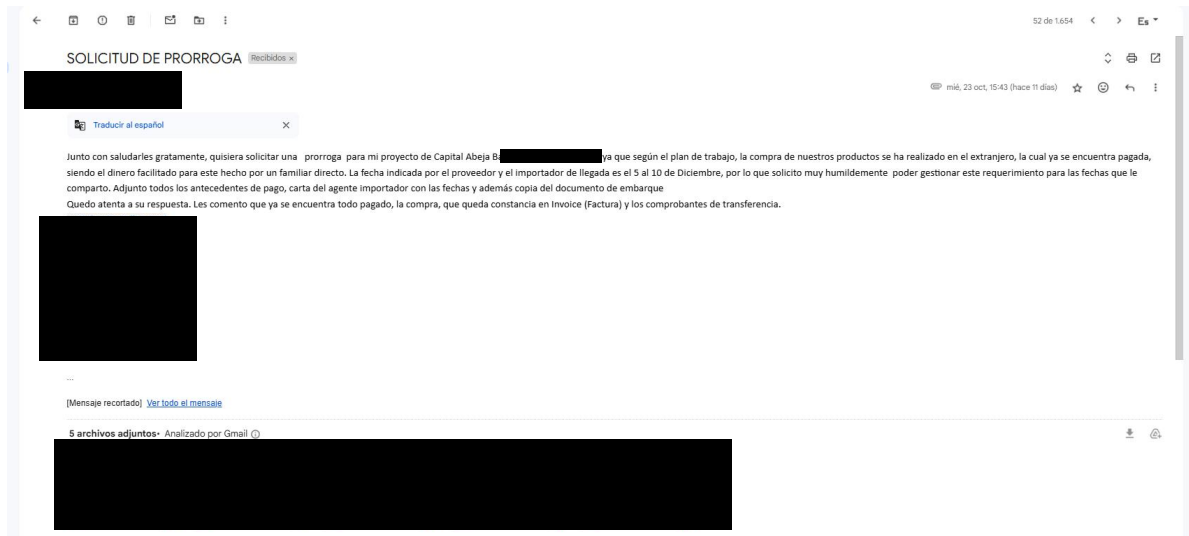 52 de 1.654
Es
SOLICITUD DE PRORROGA Recibidos x
mié, 23 oct, 15:43 (hace 11 días)
Traducir al español
Junto con saludarles gratamente, quisiera solicitar una prorroga para mi proyecto de Capital Abeja ya que según el plan de trabajo, la compra de nuestros productos se ha realizado en el extranjero, la cual ya se encuentra pagada,
siendo el dinero facilitado para este hecho por un familiar directo. La fecha indicada por el proveedor y el importador de llegada es el 5 al 10 de Diciembre, por lo que solicito muy humildemente poder gestionar este requerimiento para las fechas que le
comparto. Adjunto todos los antecedentes de pago, carta del agente importador con las fechas y además copia del documento de embarque
Quedo atenta a su respuesta. Les comento que ya se encuentra todo pagado, la compra, que queda constancia en Invoice (Factura) y los comprobantes de transferencia.
...
[Mensaje recortado] Ver todo el mensaje
5 archivos adjuntos• Analizado por Gmail